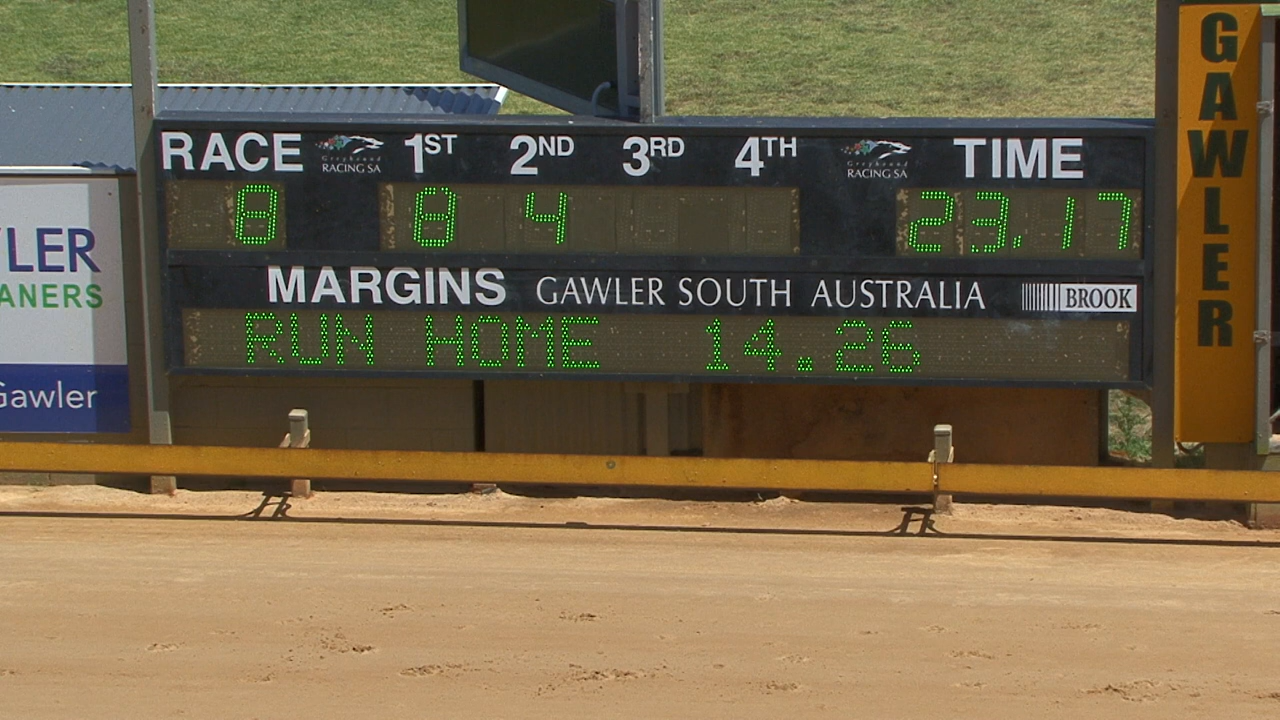 RACE Greyhound RACING SA 1ST 2ND 3RD 4TH Greyhound RACING SA TIME
8 8 4 23.17
MARGINS GAWLER SOUTH AUSTRALIA BROOK
RUN HOME 14.26
GAWLER
LER
ANERS
Gawler